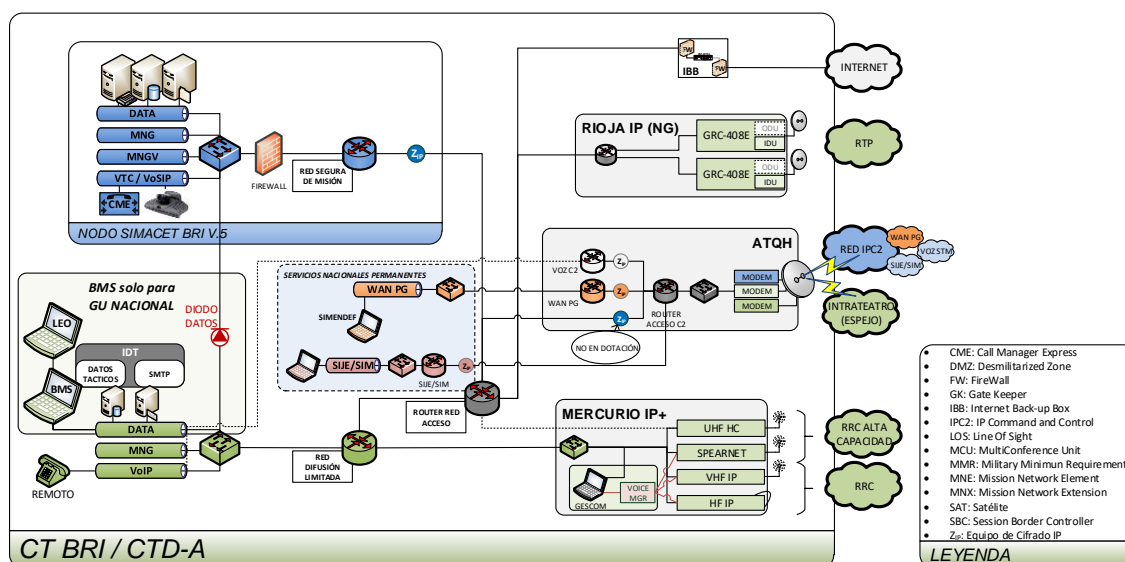 DATA
MNG
MNGV
VTC / VoSIP
CME
FIREWALL
RED SEGURA
DE MISIÓN
ZIP
NODO SIMACET BRI V.5
FW
IBB
FW
INTERNET
RIOJA IP (NG)
GRC-408E
ODU
IDU
GRC-408E
ODU
IDU
RTP
ATQH
VOZ C2
ZIP
WAN PG
ZIP
ZIP
NO EN DOTACIÓN
ROUTER
ACCESO C2
MODEM
MODEM
MODEM
RED IPC2
WAN PG
VOZ STM
SIJE/SIM
INTRATEATRO
(ESPEJO)
SERVICIOS NACIONALES PERMANENTES
WAN PG
SIMENDEF
SIJE/SIM
SIJE/SIM
ZIP
ROUTER RED
ACCESO
BMS solo para
GU NACIONAL
DIODO
DATOS
LEO
IDT
DATOS
TACTICOS
SMTP
BMS
DATA
MNG
VoIP
REMOTO
RED
DIFUSIÓN
LIMITADA
MERCURIO IP+
UHF HC
SPEARNET
VHF IP
HF IP
GESCOM
VOICE
MGR
RRC ALTA
CAPACIDAD
RRC
CT BRI / CTD-A
• CME: Call Manager Express
• DMZ: Desmilitarized Zone
• FW: FireWall
• GK: Gate Keeper
• IBB: Internet Back-up Box
• IPC2: IP Command and Control
• LOS: Line Of Sight
• MCU: MultiConference Unit
• MMR: Military Minimun Requirement
• MNE: Mission Network Element
• MNX: Mission Network Extension
• SAT: Satélite
• SBC: Session Border Controller
• ZIP: Equipo de Cifrado IP
LEYENDA